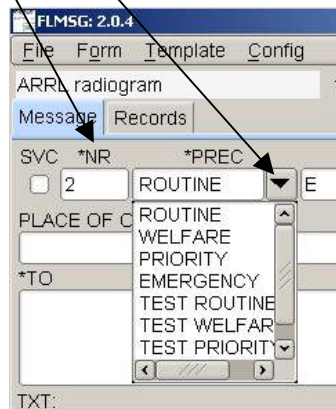 FLMSG: 2.0.4
File Form Template Config
ARRL radiogram
Message Records
SVC *NR *PREC
2 ROUTINE E
PLACE OF
ROUTINE
WELFARE
PRIORITY
EMERGENCY
TEST ROUTINE
TEST WELFAR
TEST PRIORITY
*TO
TXT: